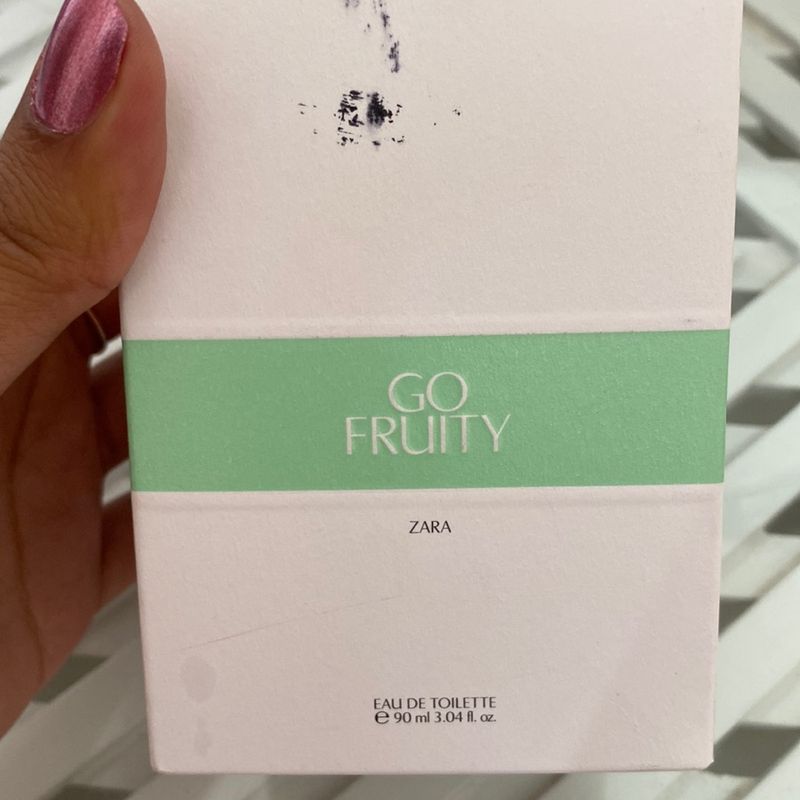 GO
FRUITY
ZARA
EAU DE TOILETTE
℮ 90 ml 3.04 fl. oz.